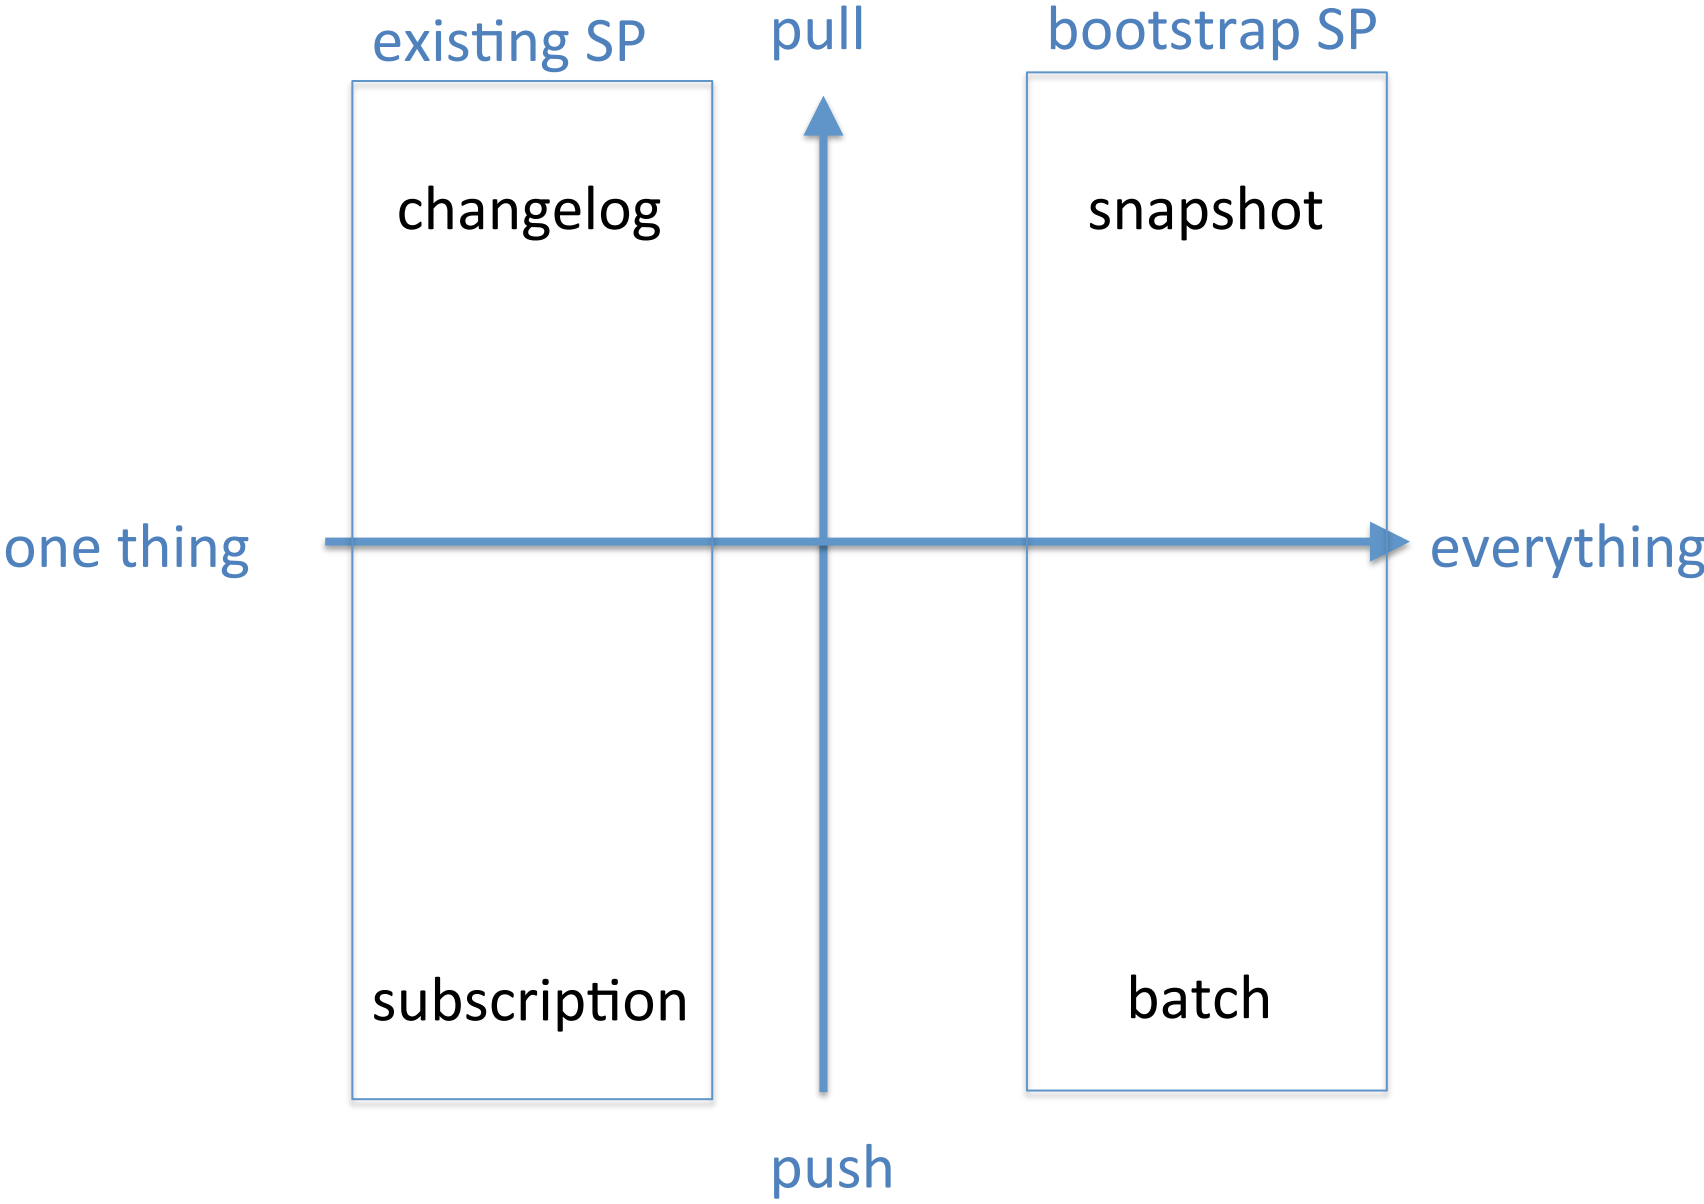 existing SP
pull
bootstrap SP
changelog
snapshot
one thing
everything
subscription
batch
push